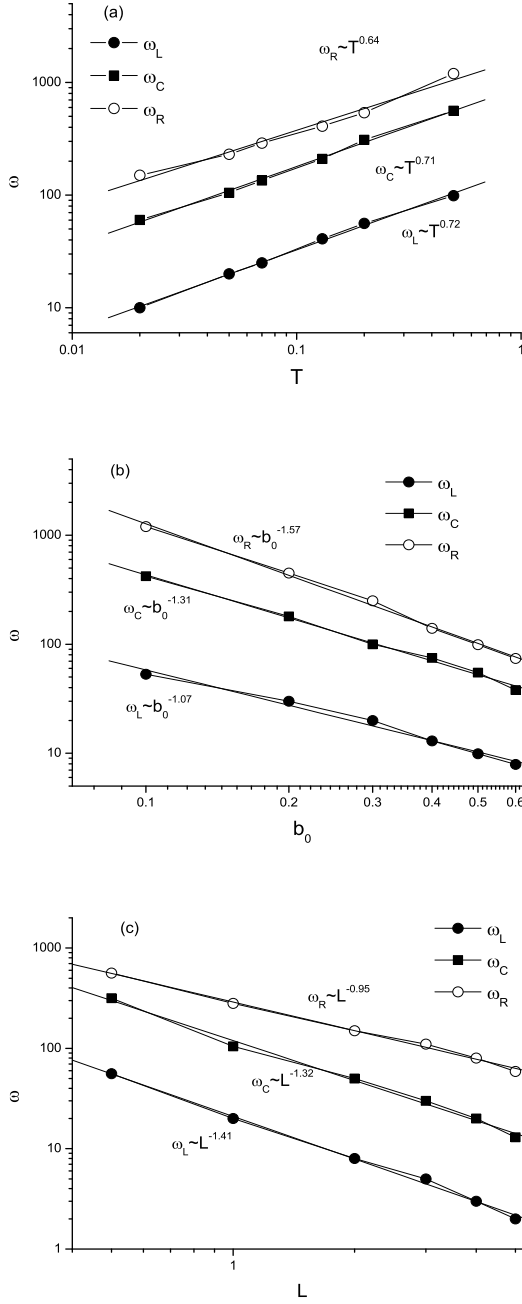 (a)
ω_L
ω_C
ω_R
ω_R~T^0.64
ω_C~T^0.71
ω_L~T^0.72
1000
100
10
ω
0.01 0.1 1
T
(b)
ω_L
ω_C
ω_R
ω_R~b_0^-1.57
ω_C~b_0^-1.31
ω_L~b_0^-1.07
1000
100
10
ω
0.1 0.2 0.3 0.4 0.5 0.6
b_0
(c)
ω_L
ω_C
ω_R
ω_R~L^-0.95
ω_C~L^-1.32
ω_L~L^-1.41
1000
100
10
1
ω
1
L